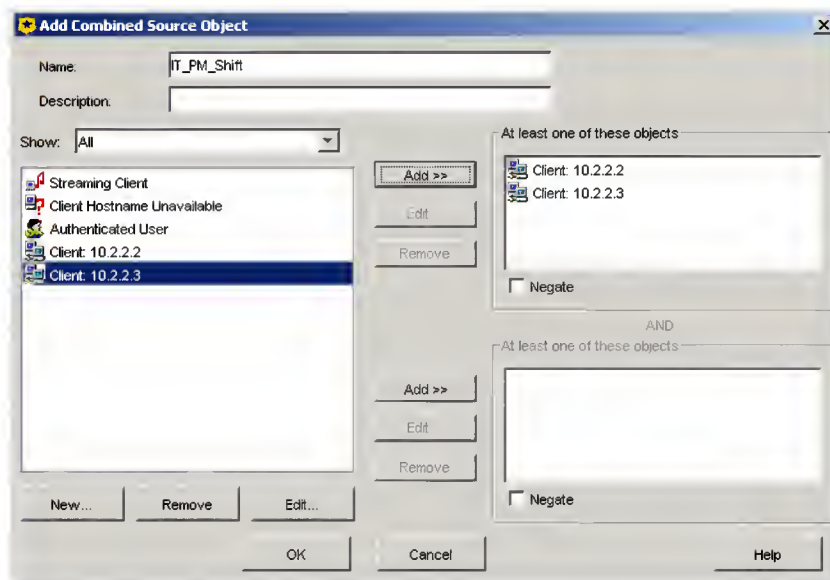 Add Combined Source Object
Name: IT_PM_Shift
Description:
Show: All
Streaming Client
Client Hostname Unavailable
Authenticated User
Client: 10.2.2.2
Client: 10.2.2.3
New... Remove Edit...
Add >>
Edit
Remove
At least one of these objects
Client: 10.2.2.2
Client: 10.2.2.3
Negate
AND
At least one of these objects
Add >>
Edit
Remove
Negate
OK Cancel Help